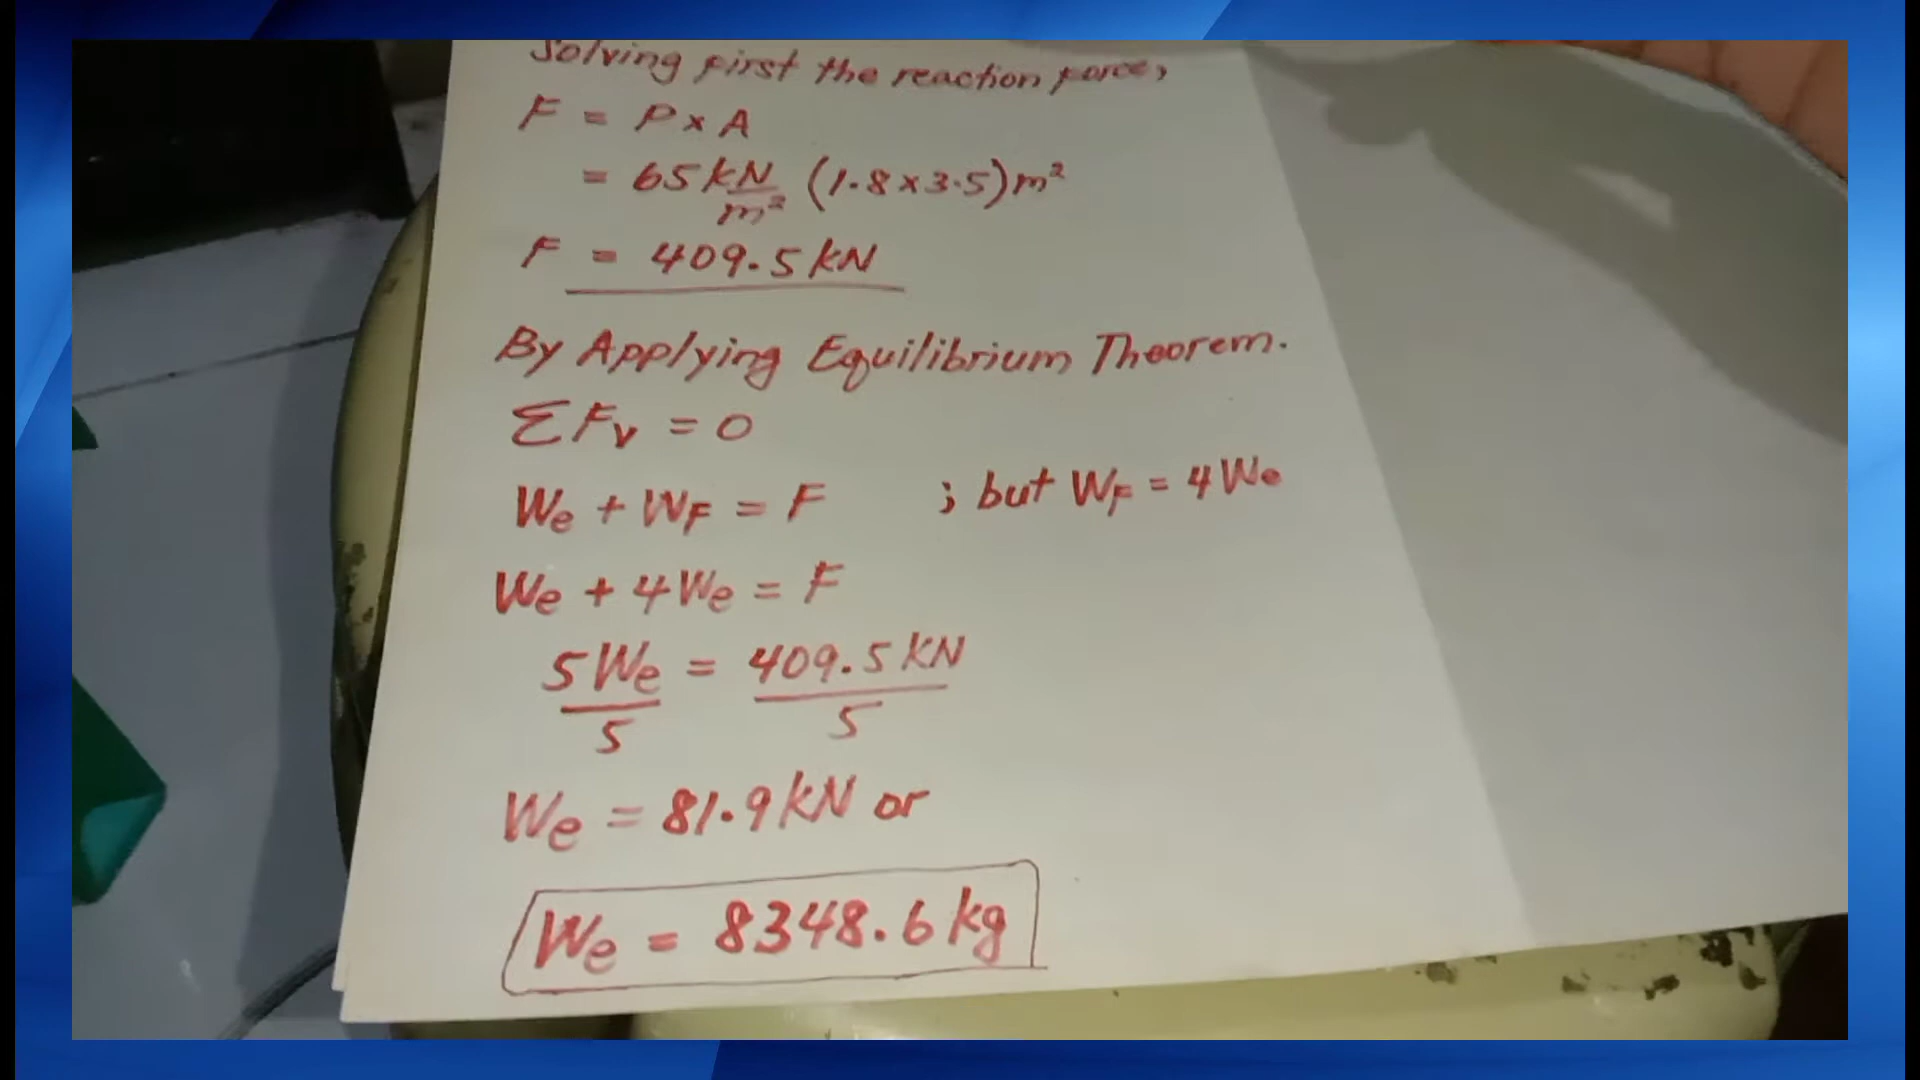 Solving first the reaction force,
F = P x A
= 65 kN/m² (1.8 x 3.5) m²
F = 409.5 kN
By Applying Equilibrium Theorem.
ΣFv = 0
We + WF = F ; but WF = 4We
We + 4We = F
5We/5 = 409.5 KN/5
We = 81.9 kN or
We = 8348.6 kg